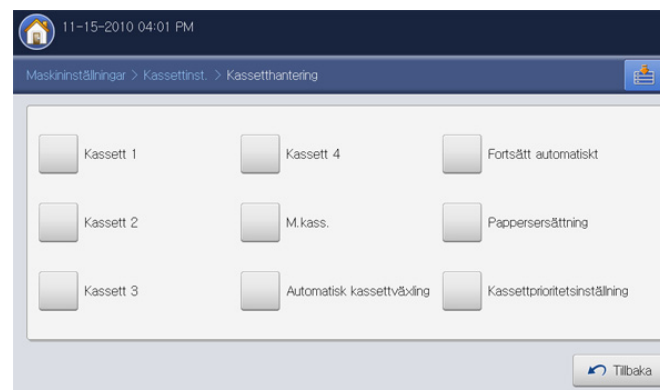 11-15-2010 04:01 PM
Maskininställningar > Kassettinst. > Kassetthantering
Kassett 1
Kassett 4
Fortsätt automatiskt
Kassett 2
M.kass.
Pappersersättning
Kassett 3
Automatisk kassettväxling
Kassettprioritetsinställning
Tillbaka